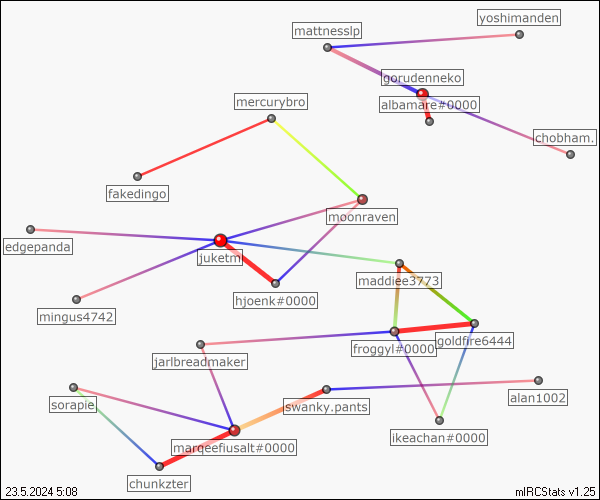 yoshimanden
mattnesslp
gorudenneko
mercurybro
albamare#0000
chobham.
fakedingo
moonraven
edgepanda
juketml
maddiee3773
hjoenk#0000
mingus4742
goldfire6444
froggyl#0000
jarlbreadmaker
alan1002
sorapie
swanky.pants
ikeachan#0000
marqeefiusalt#0000
chunkzter
23.5.2024 5:08
mIRCStats v1.25